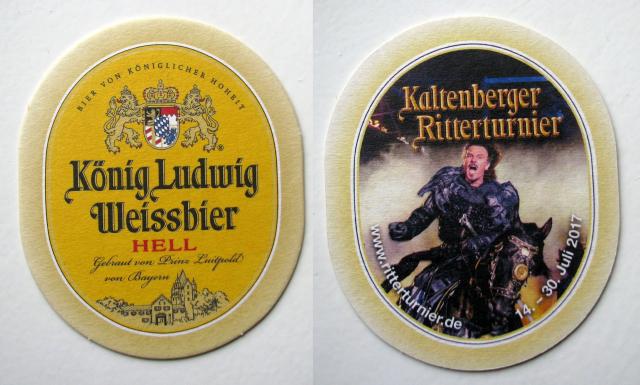 BIER VON KÖNIGLICHER HOHEIT
König Ludwig
Weissbier
HELL
Gebraut von Prinz Luitpold
von Bayern
Kaltenberger
Ritterturnier
www.ritterturnier.de
14. – 30. Juli 2017